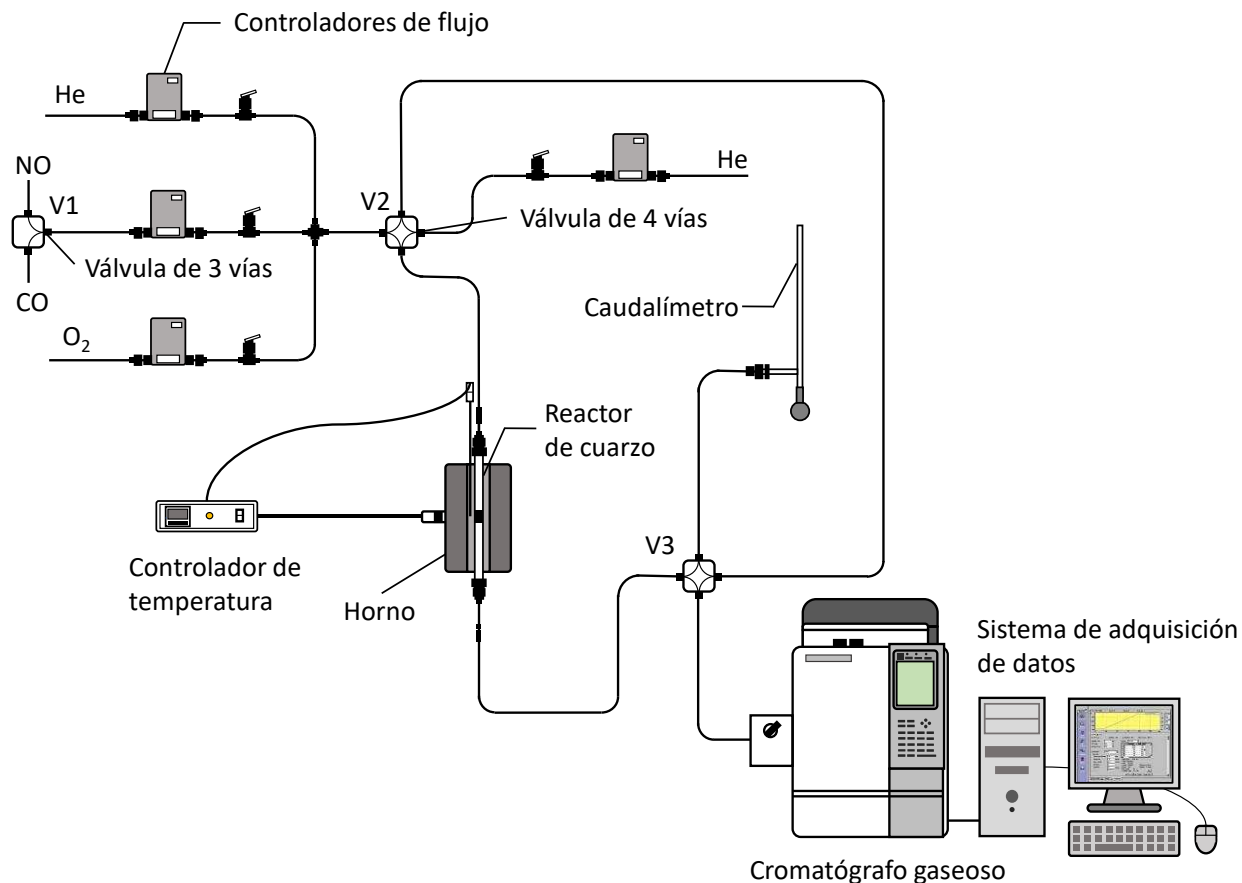 Controladores de flujo
He
He
NO
V1
V2
Válvula de 4 vías
Válvula de 3 vías
CO
Caudalímetro
O₂
Reactor
de cuarzo
V3
Controlador de
temperatura
Horno
Sistema de adquisición
de datos
Cromatógrafo gaseoso